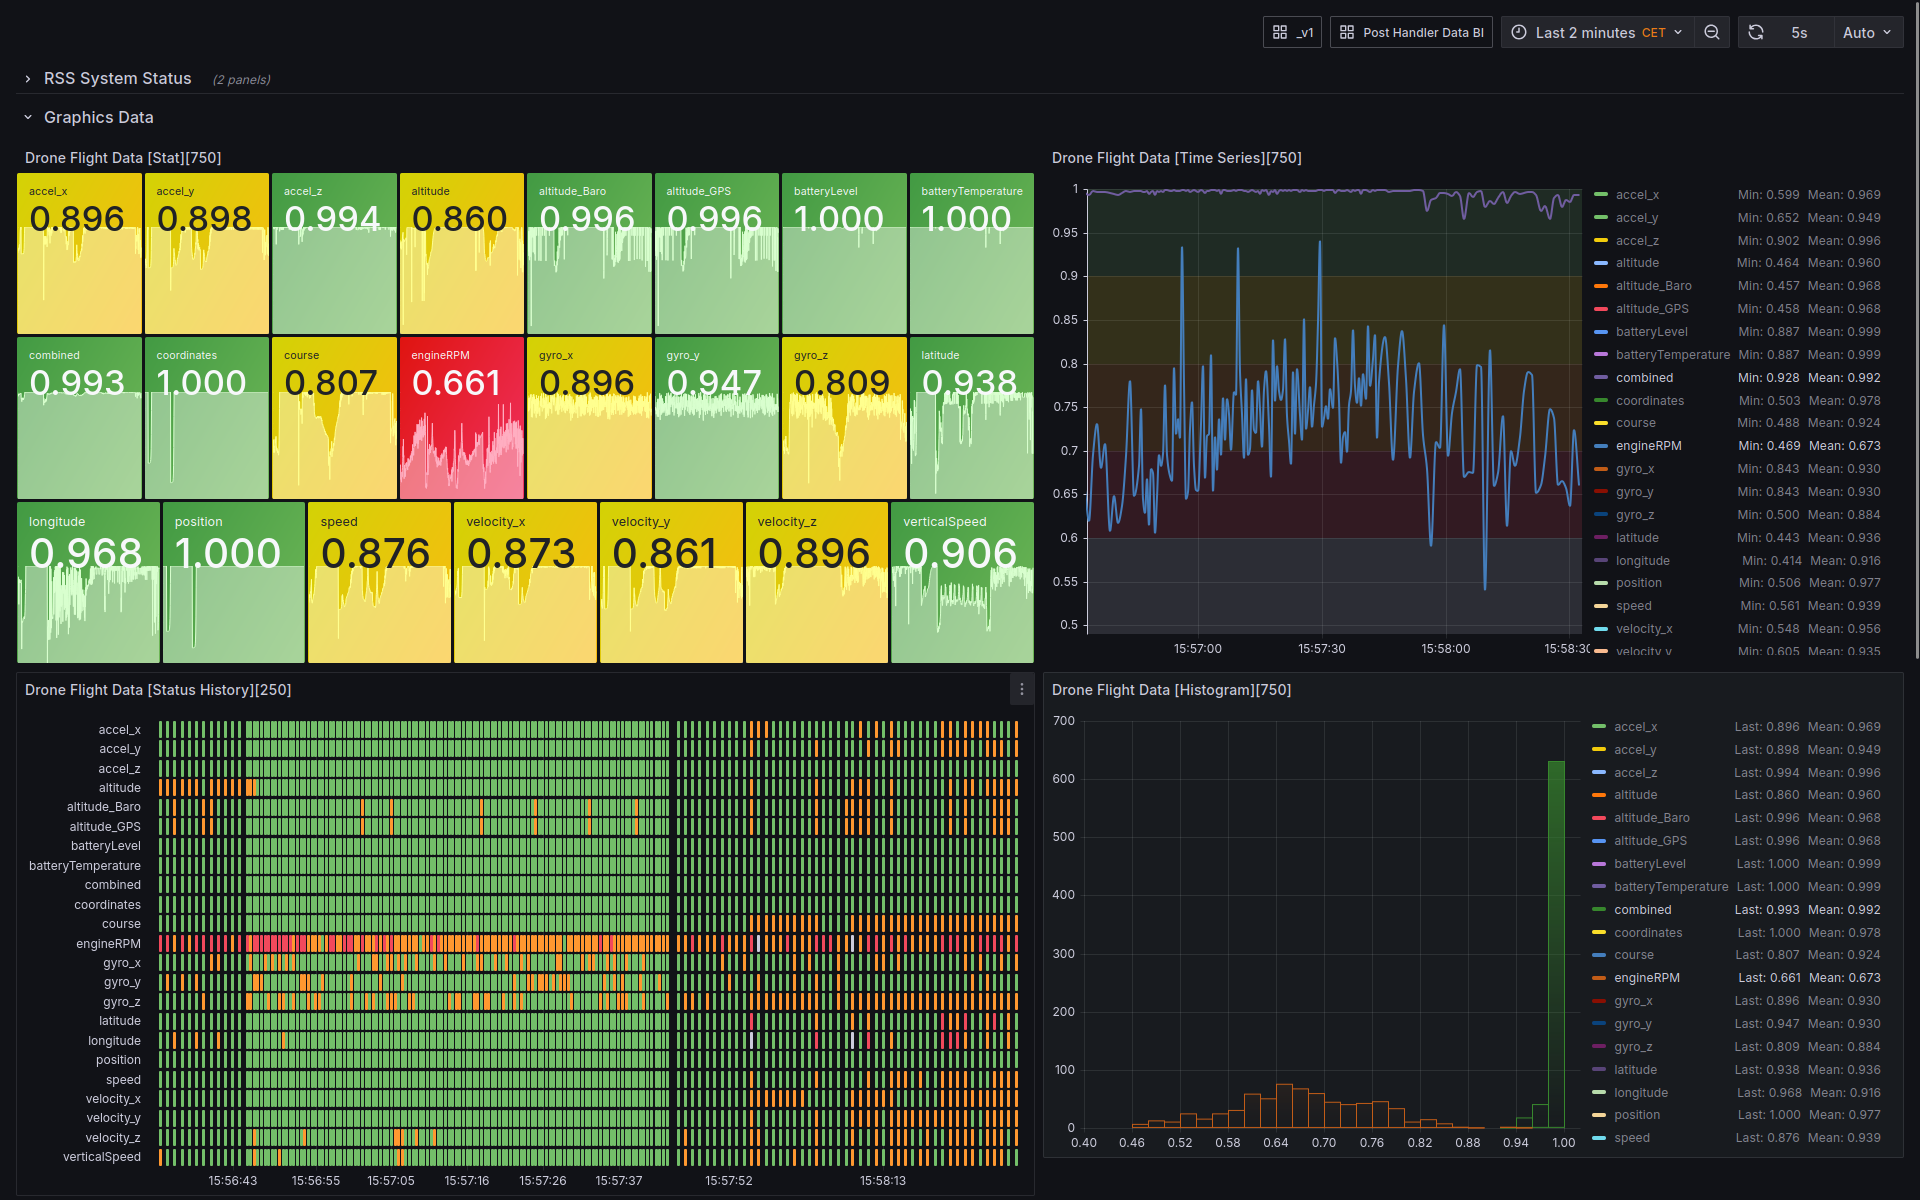 _v1
Post Handler Data BI
Last 2 minutes CET
5s
Auto
RSS System Status (2 panels)
Graphics Data
Drone Flight Data [Stat][750]
accel_x
0.896
accel_y
0.898
accel_z
0.994
altitude
0.860
altitude_Baro
0.996
altitude_GPS
0.996
batteryLevel
1.000
batteryTemperature
1.000
combined
0.993
coordinates
1.000
course
0.807
engineRPM
0.661
gyro_x
0.896
gyro_y
0.947
gyro_z
0.809
latitude
0.938
longitude
0.968
position
1.000
speed
0.876
velocity_x
0.873
velocity_y
0.861
velocity_z
0.896
verticalSpeed
0.906
Drone Flight Data [Time Series][750]
1
0.95
0.9
0.85
0.8
0.75
0.7
0.65
0.6
0.55
0.5
15:57:00
15:57:30
15:58:00
15:58:30
accel_x Min: 0.599 Mean: 0.969
accel_y Min: 0.652 Mean: 0.949
accel_z Min: 0.902 Mean: 0.996
altitude Min: 0.464 Mean: 0.960
altitude_Baro Min: 0.457 Mean: 0.968
altitude_GPS Min: 0.458 Mean: 0.968
batteryLevel Min: 0.887 Mean: 0.999
batteryTemperature Min: 0.887 Mean: 0.999
combined Min: 0.928 Mean: 0.992
coordinates Min: 0.503 Mean: 0.978
course Min: 0.488 Mean: 0.924
engineRPM Min: 0.469 Mean: 0.673
gyro_x Min: 0.843 Mean: 0.930
gyro_y Min: 0.843 Mean: 0.930
gyro_z Min: 0.500 Mean: 0.884
latitude Min: 0.443 Mean: 0.936
longitude Min: 0.414 Mean: 0.916
position Min: 0.506 Mean: 0.977
speed Min: 0.561 Mean: 0.939
velocity_x Min: 0.548 Mean: 0.956
velocity_y Min: 0.605 Mean: 0.935
Drone Flight Data [Status History][250]
accel_x
accel_y
accel_z
altitude
altitude_Baro
altitude_GPS
batteryLevel
batteryTemperature
combined
coordinates
course
engineRPM
gyro_x
gyro_y
gyro_z
latitude
longitude
position
speed
velocity_x
velocity_y
velocity_z
verticalSpeed
15:56:43
15:56:55
15:57:05
15:57:16
15:57:26
15:57:37
15:57:52
15:58:13
Drone Flight Data [Histogram][750]
700
600
500
400
300
200
100
0
0.40
0.46
0.52
0.58
0.64
0.70
0.76
0.82
0.88
0.94
1.00
accel_x Last: 0.896 Mean: 0.969
accel_y Last: 0.898 Mean: 0.949
accel_z Last: 0.994 Mean: 0.996
altitude Last: 0.860 Mean: 0.960
altitude_Baro Last: 0.996 Mean: 0.968
altitude_GPS Last: 0.996 Mean: 0.968
batteryLevel Last: 1.000 Mean: 0.999
batteryTemperature Last: 1.000 Mean: 0.999
combined Last: 0.993 Mean: 0.992
coordinates Last: 1.000 Mean: 0.978
course Last: 0.807 Mean: 0.924
engineRPM Last: 0.661 Mean: 0.673
gyro_x Last: 0.896 Mean: 0.930
gyro_y Last: 0.947 Mean: 0.930
gyro_z Last: 0.809 Mean: 0.884
latitude Last: 0.938 Mean: 0.936
longitude Last: 0.968 Mean: 0.916
position Last: 1.000 Mean: 0.977
speed Last: 0.876 Mean: 0.939